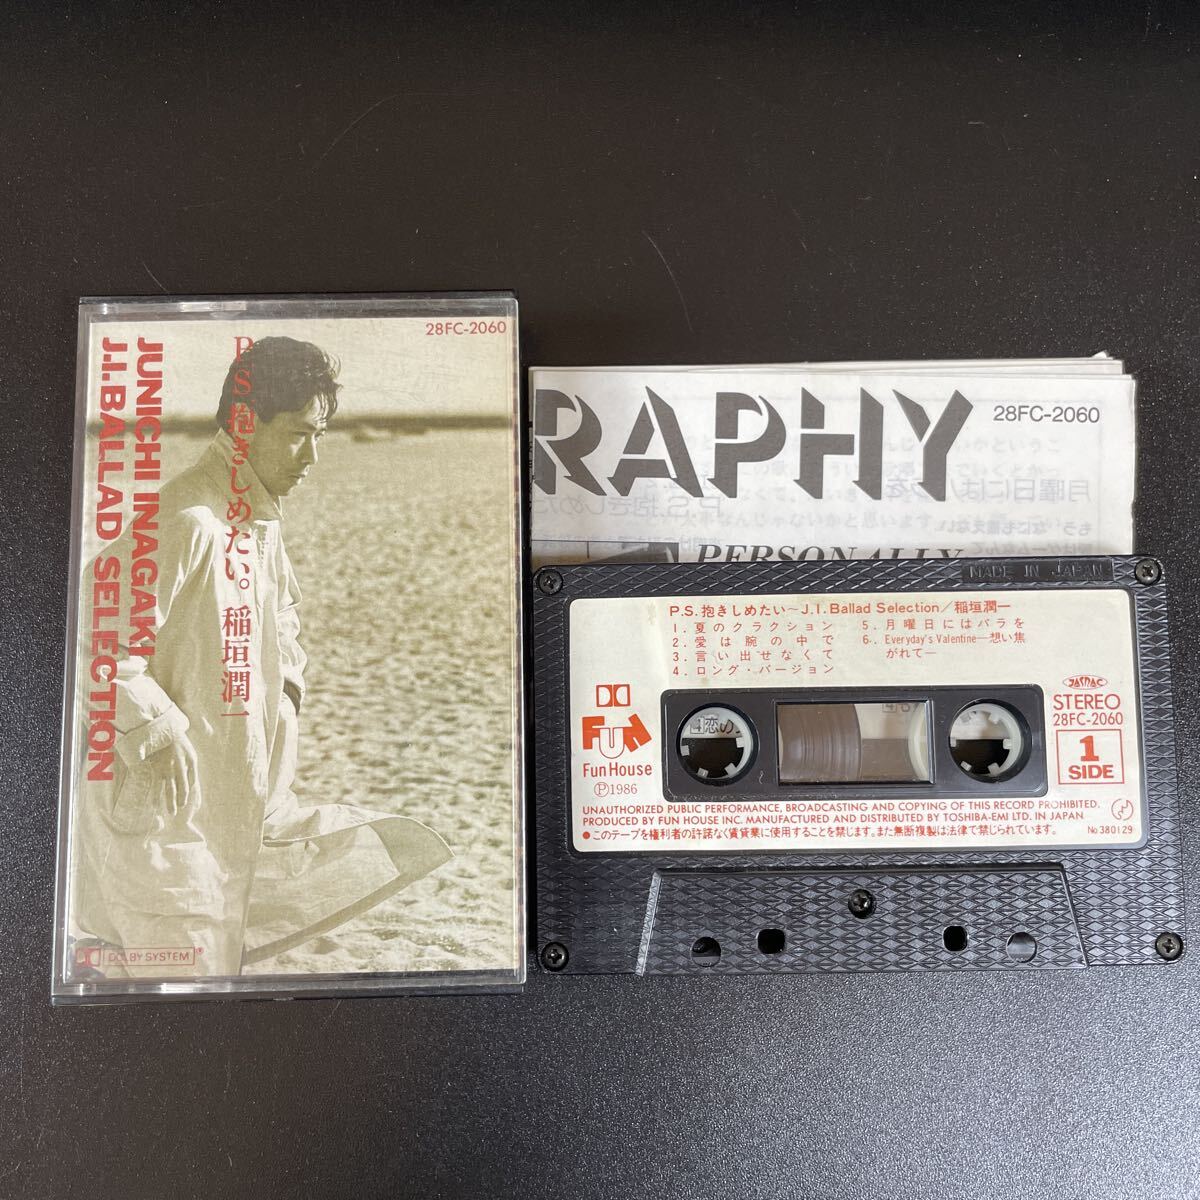 28FC-2060
P.S.抱きしめたい。稲垣潤一
JUNICHI INAGAKI
J.I.BALLAD SELECTION
DOLBY SYSTEM®
RAPHY
28FC-2060
PERSONALLY
MADE IN JAPAN
P.S.抱きしめたい〜J.I.Ballad Selection／稲垣潤一
1. 夏のクラクション
2. 愛は腕の中で
3. 言い出せなくて
4. ロング・バージョン
5. 月曜日にはバラを
6. Everyday's Valentine―想い焦
がれて―
FUN
Fun House
Ⓟ1986
JASRAC
STEREO
28FC-2060
1
SIDE
UNAUTHORIZED PUBLIC PERFORMANCE, BROADCASTING AND COPYING OF THIS RECORD PROHIBITED.
PRODUCED BY FUN HOUSE INC. MANUFACTURED AND DISTRIBUTED BY TOSHIBA-EMI LTD. IN JAPAN
●このテープを権利者の許諾なく賃貸業に使用することを禁じます。また無断複製は法律で禁じられています。
No.380129